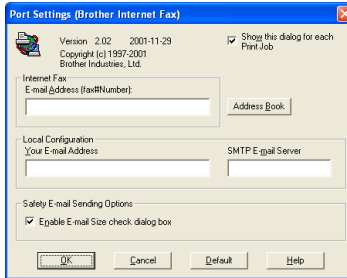 Port Settings (Brother Internet Fax)
Version 2.02 2001-11-29
Copyright (c) 1997-2001
Brother Industries, Ltd.
Show this dialog for each
Print Job
Internet Fax
E-mail Address (fax#Number):
Address Book
Local Configuration
Your E-mail Address
SMTP E-mail Server
Safety E-mail Sending Options
Enable E-mail Size check dialog box
OK
Cancel
Default
Help